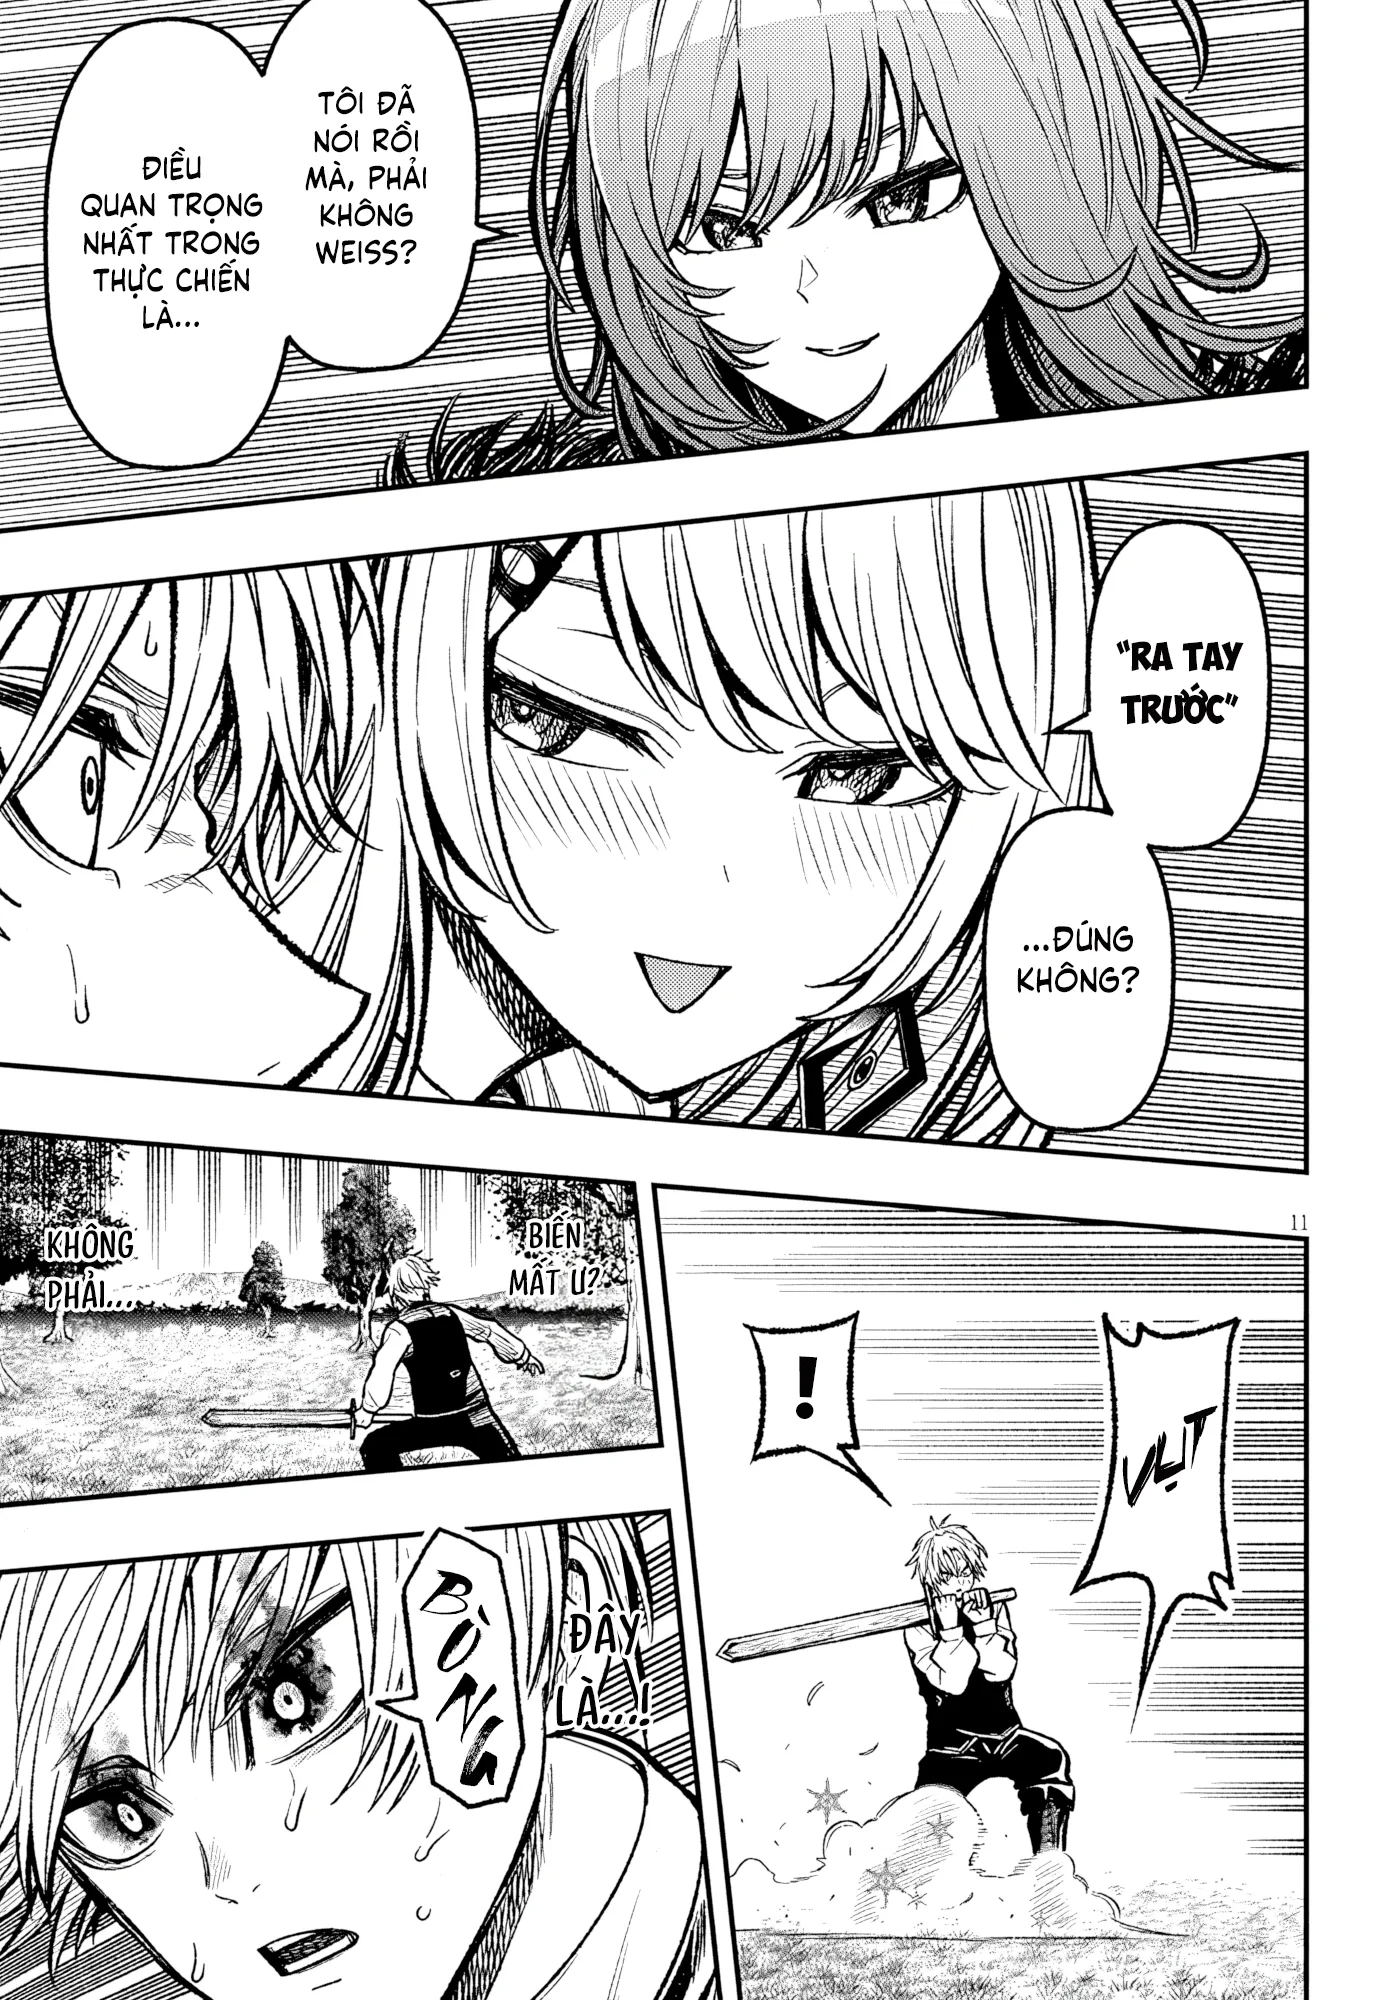 TÔI ĐÃ
NÓI RỒI
MÀ, PHẢI
KHÔNG
WEISS?
ĐIỀU
QUAN TRỌNG
NHẤT TRONG
THỰC CHIẾN
LÀ...
"RA TAY
TRƯỚC"
...ĐÚNG
KHÔNG?
11
VỤT
!
BIẾN
MẤT Ư?
KHÔNG
PHẢI...
ĐÂY
LÀ...!
BÒNG